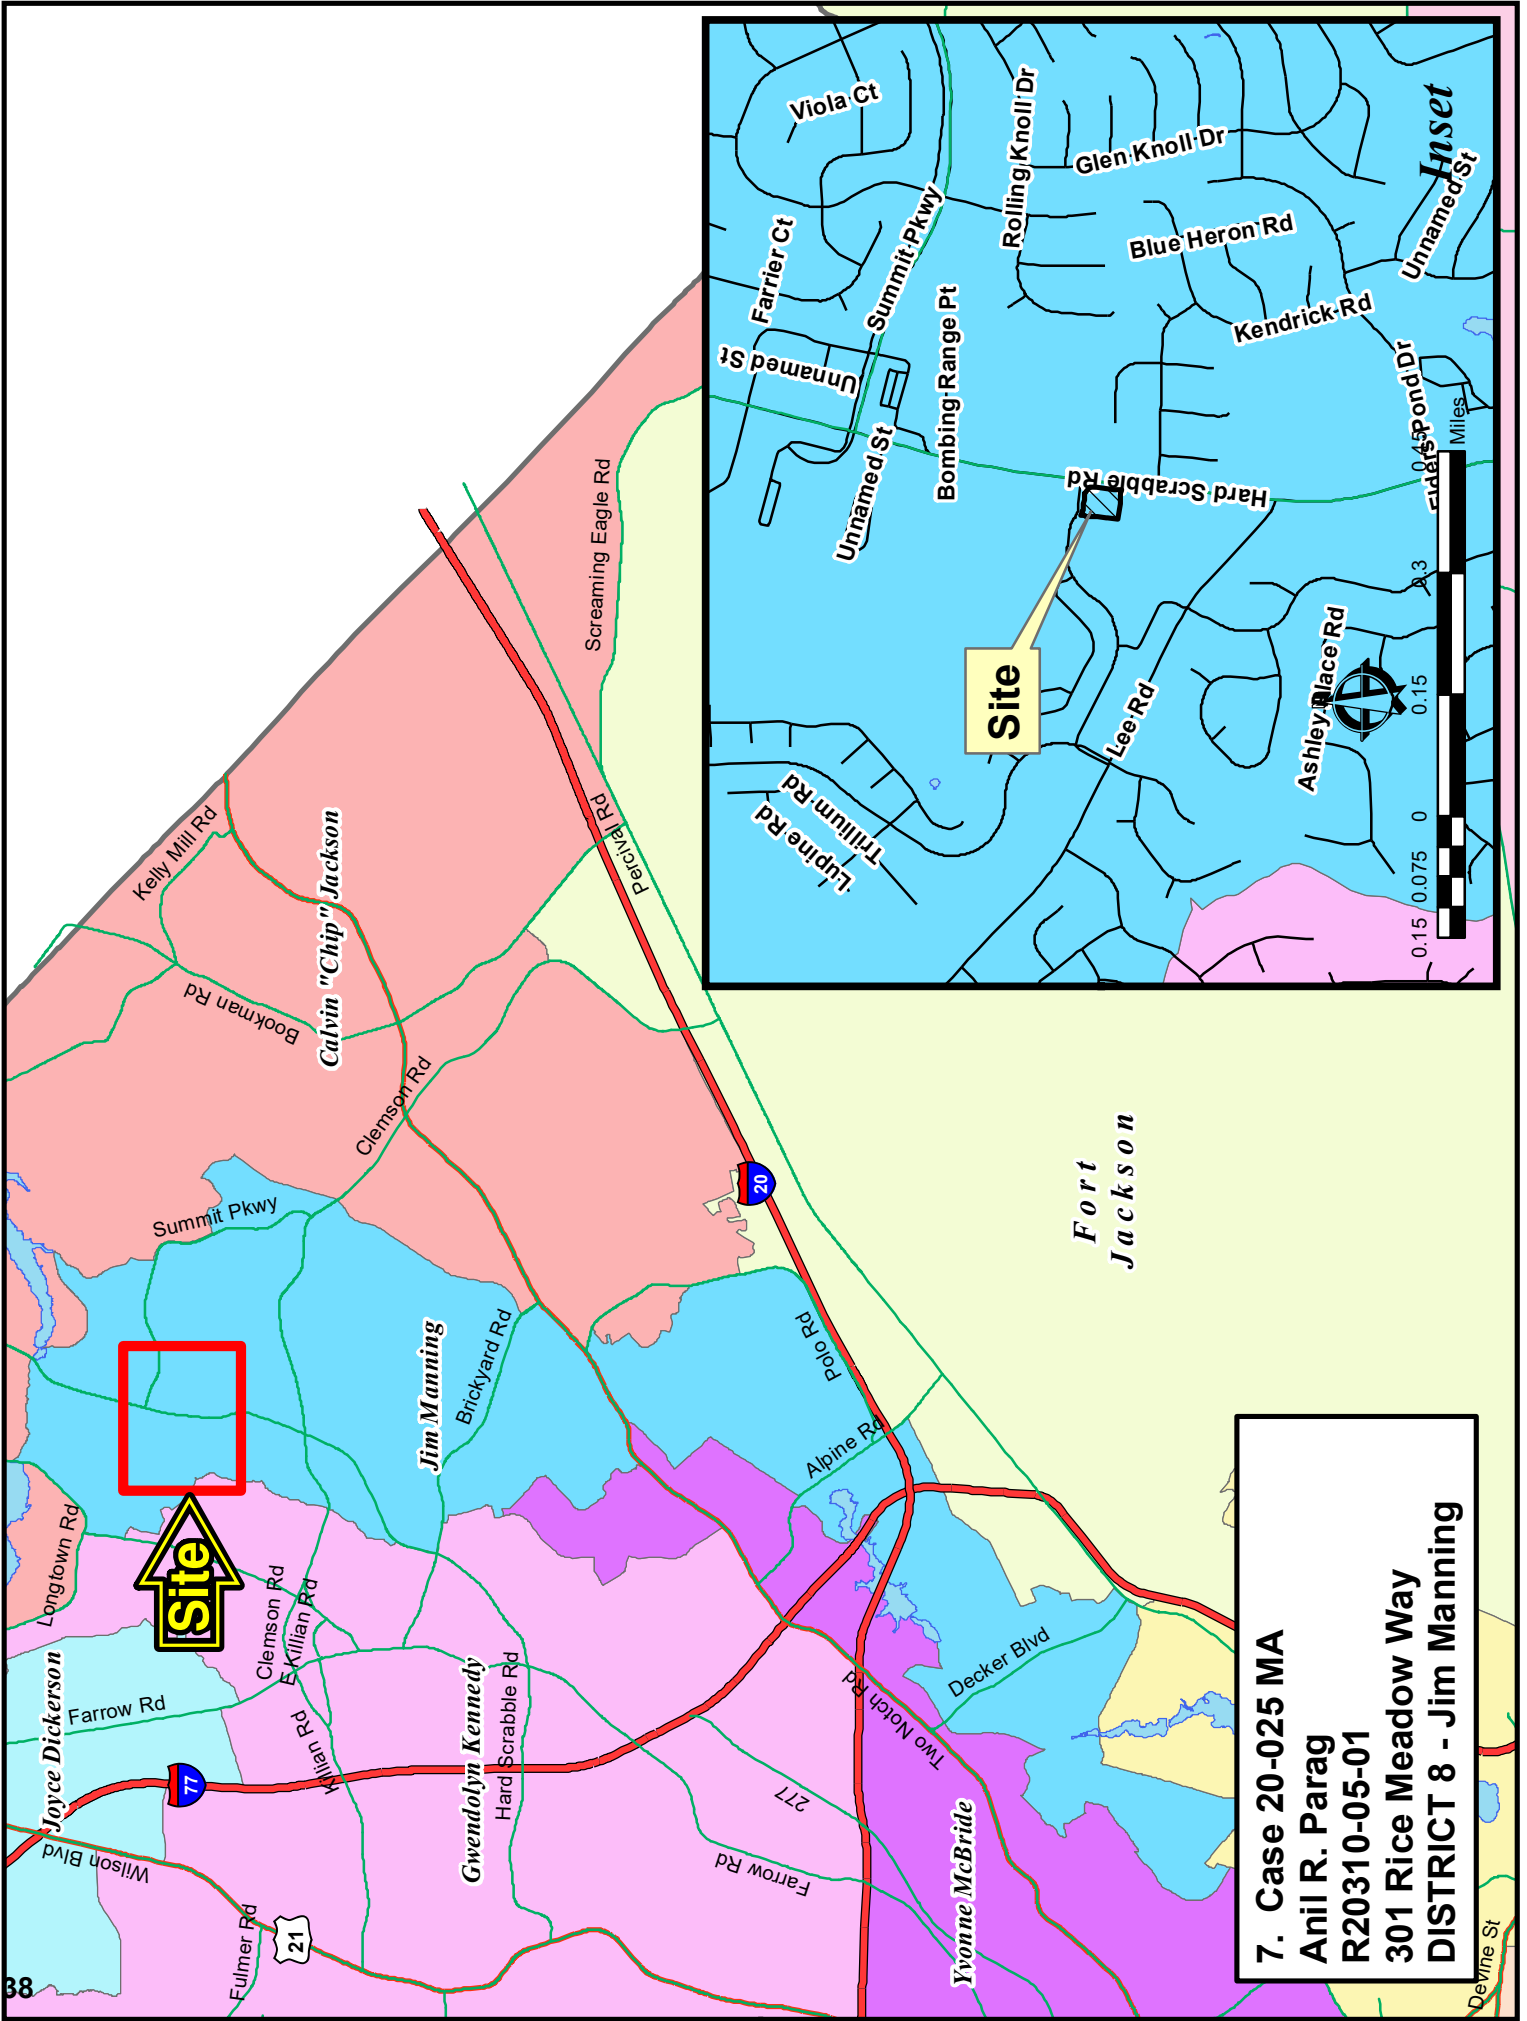 38
Joyce Dickerson
Wilson Blvd
Fulmer Rd
21
77
Farrow Rd
Longtown Rd
Site
Clemson Rd
E Killian Rd
Killian Rd
Gwendolyn Kennedy
Hard Scrabble Rd
277
Farrow Rd
Yvonne McBride
Two Notch Rd
Decker Blvd
Alpine Rd
Polo Rd
Jim Manning
Brickyard Rd
Summit Pkwy
Clemson Rd
Bookman Rd
Kelly Mill Rd
Calvin "Chip" Jackson
Percival Rd
Screaming Eagle Rd
20
Fort
Jackson
Devine St
7. Case 20-025 MA
Anil R. Parag
R20310-05-01
301 Rice Meadow Way
DISTRICT 8 - Jim Manning
Inset
Viola Ct
Farrier Ct
Unnamed St
Summit Pkwy
Rolling Knoll Dr
Glen Knoll Dr
Blue Heron Rd
Kendrick Rd
Unnamed St
Bombing Range Pt
Unnamed St
Hard Scrabble Rd
Elders Pond Dr
Site
Lee Rd
Trillium Rd
Lupine Rd
Ashley Place Rd
0.15 0.075 0 0.15 0.3 0.45
Miles